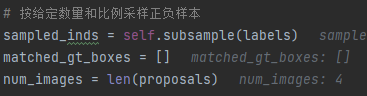 # 按给定数量和比例采样正负样本
sampled_inds = self.subsample(labels) sample
matched_gt_boxes = [] matched_gt_boxes: []
num_images = len(proposals) num_images: 4